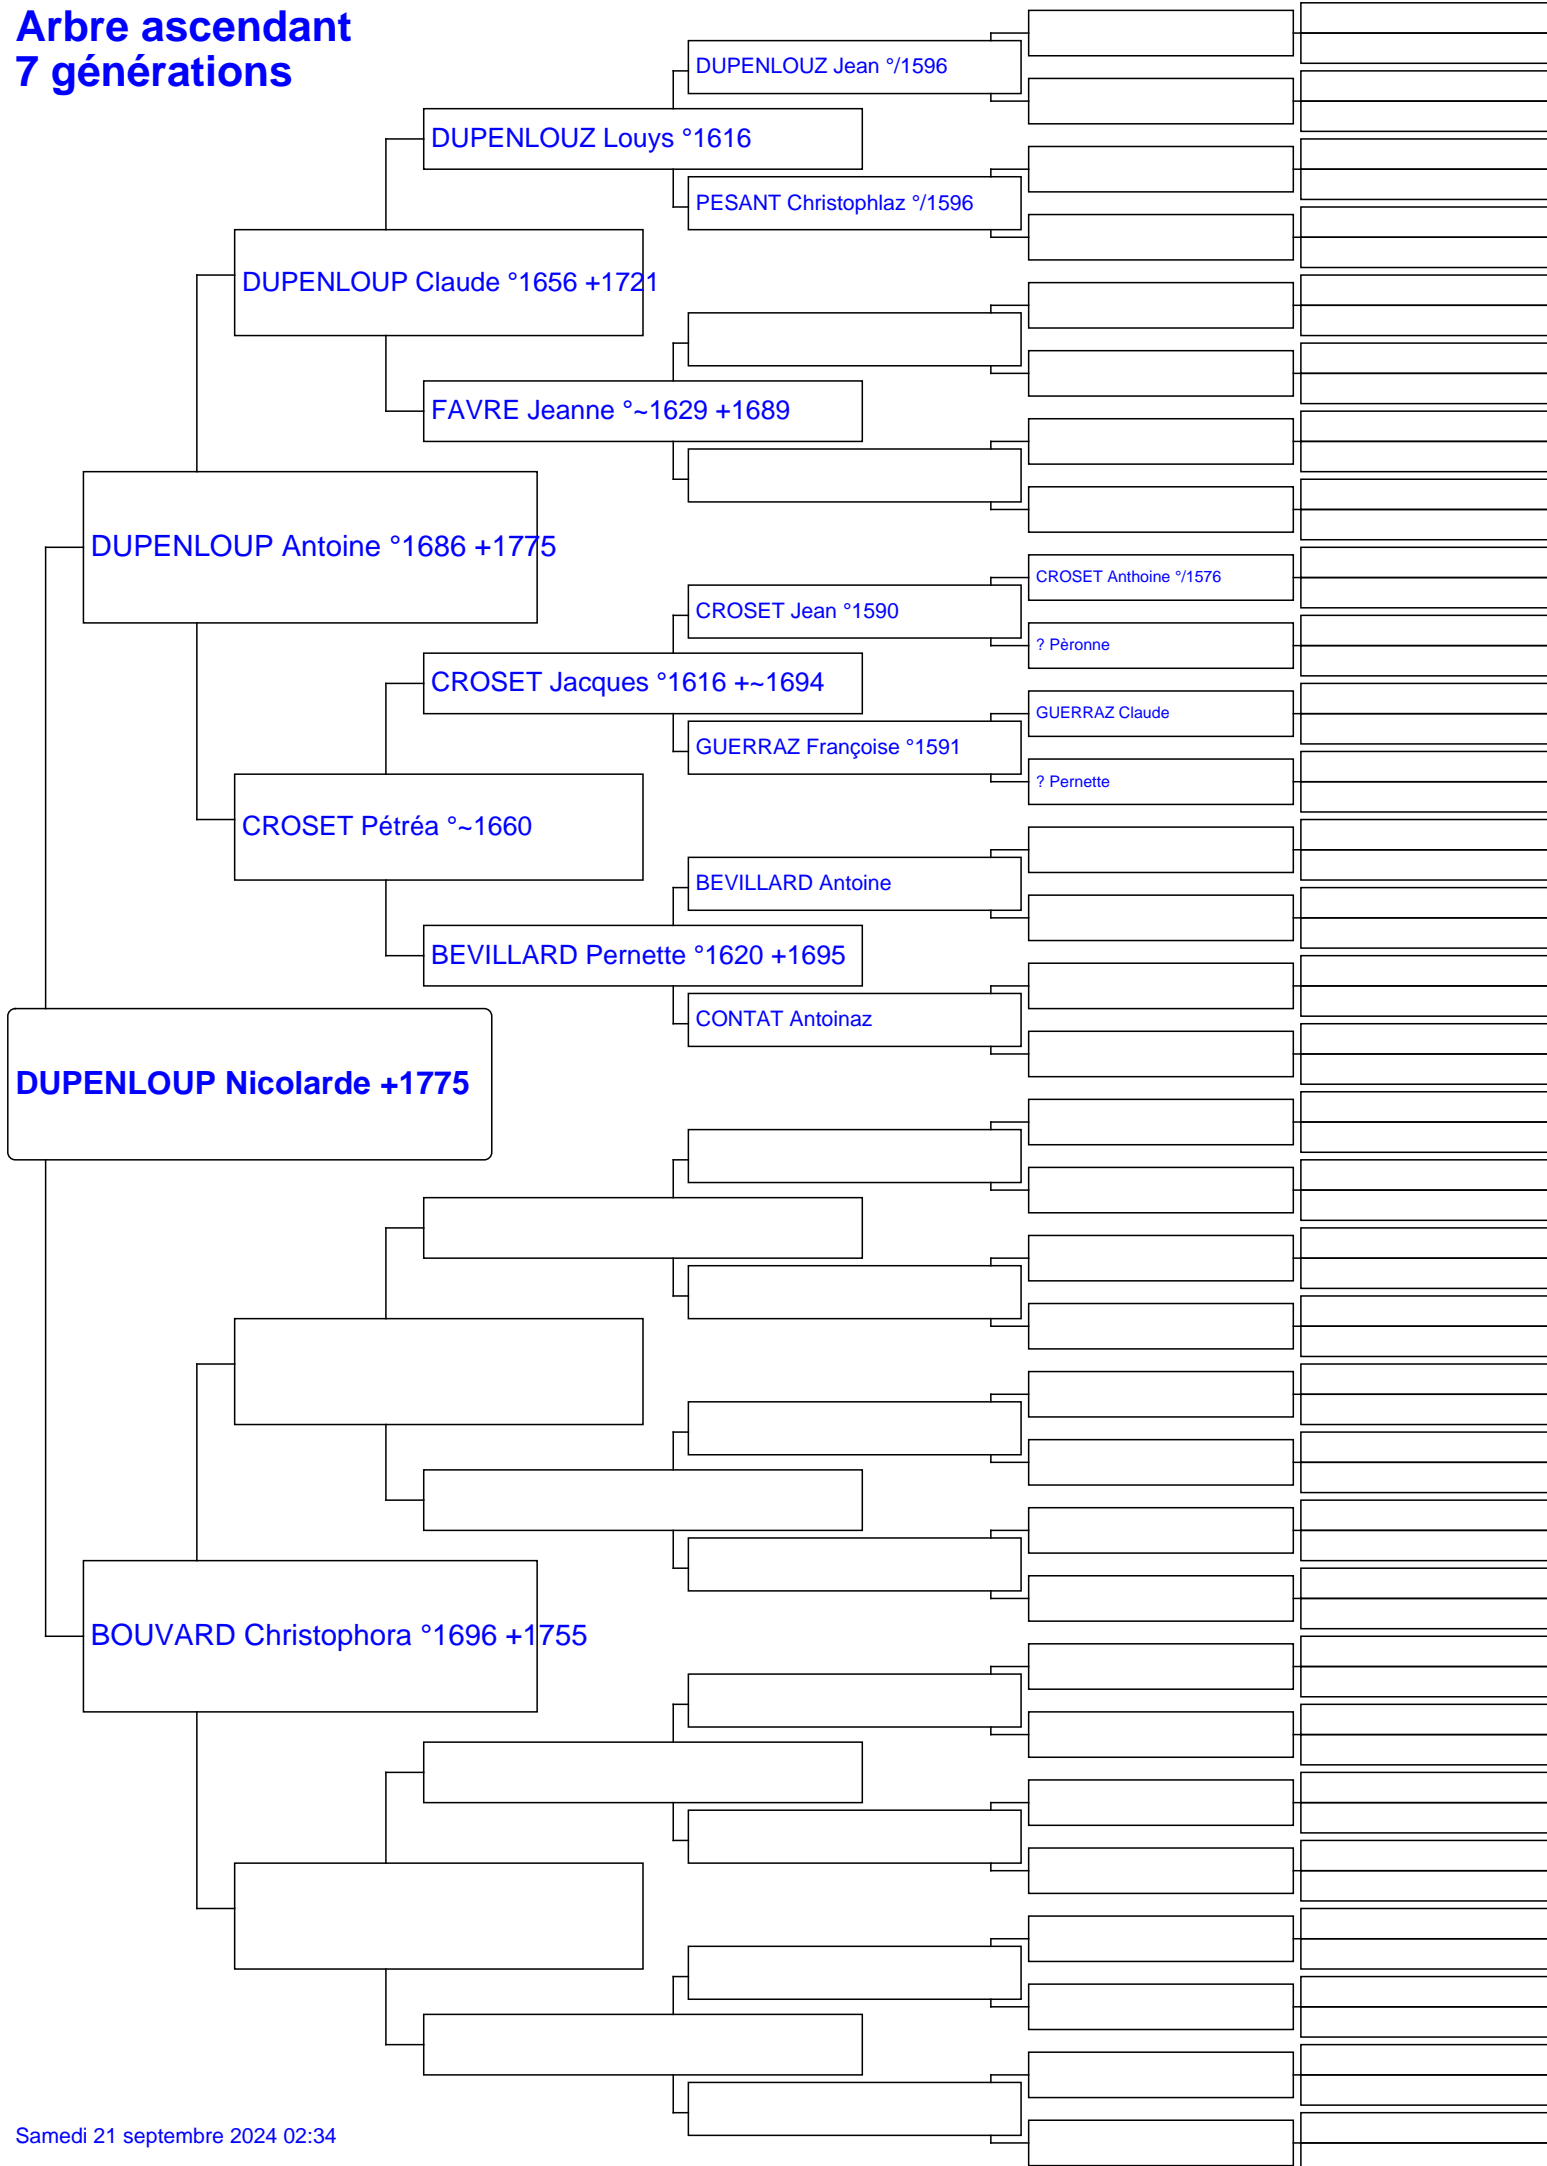 Arbre ascendant
7 générations
DUPENLOUZ Jean °/1596
DUPENLOUZ Louys °1616
PESANT Christophlaz °/1596
DUPENLOUP Claude °1656 +1721
FAVRE Jeanne °~1629 +1689
DUPENLOUP Antoine °1686 +1775
CROSET Anthoine °/1576
CROSET Jean °1590
? Pèronne
CROSET Jacques °1616 +~1694
GUERRAZ Claude
GUERRAZ Françoise °1591
? Pernette
CROSET Pétréa °~1660
BEVILLARD Antoine
BEVILLARD Pernette °1620 +1695
CONTAT Antoinaz
DUPENLOUP Nicolarde +1775
BOUVARD Christophora °1696 +1755
Samedi 21 septembre 2024 02:34